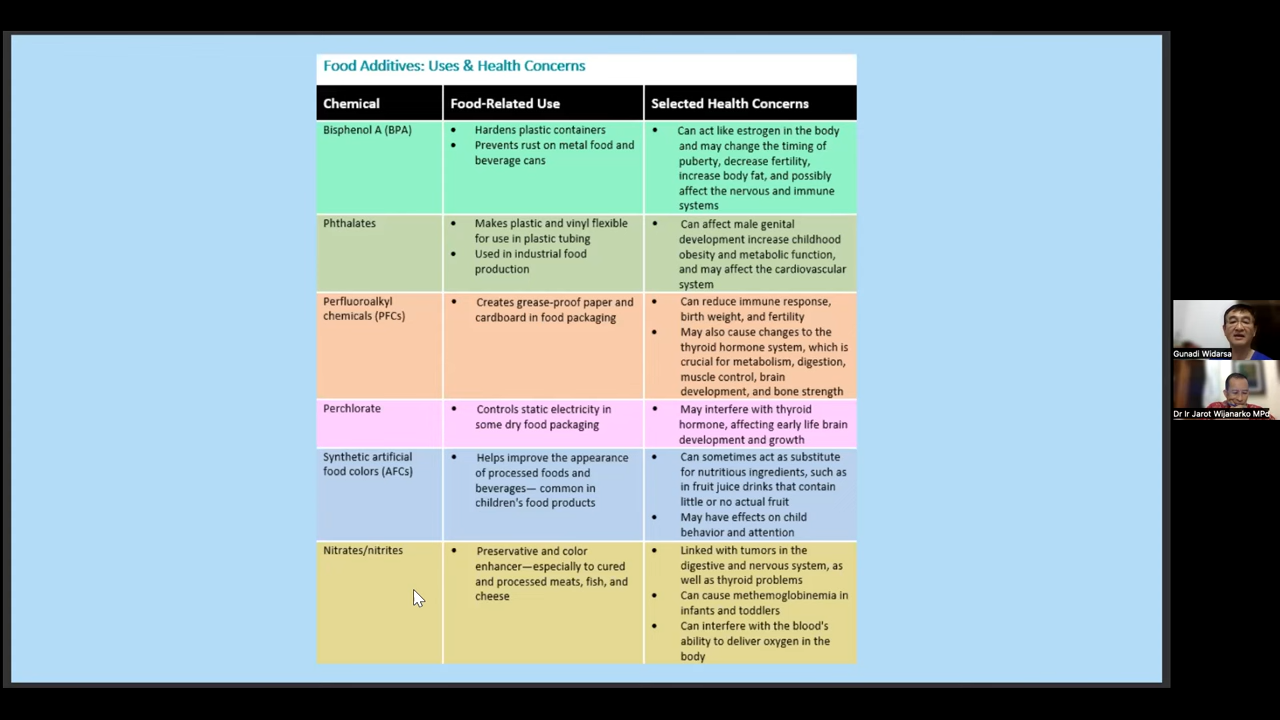 Food Additives: Uses & Health Concerns
Chemical
Food-Related Use
Selected Health Concerns
Bisphenol A (BPA)
• Hardens plastic containers
• Prevents rust on metal food and
beverage cans
• Can act like estrogen in the body
and may change the timing of
puberty, decrease fertility,
increase body fat, and possibly
affect the nervous and immune
systems
Phthalates
• Makes plastic and vinyl flexible
for use in plastic tubing
• Used in industrial food
production
• Can affect male genital
development increase childhood
obesity and metabolic function,
and may affect the cardiovascular
system
Perfluoroalkyl
chemicals (PFCs)
• Creates grease-proof paper and
cardboard in food packaging
• Can reduce immune response,
birth weight, and fertility
• May also cause changes to the
thyroid hormone system, which is
crucial for metabolism, digestion,
muscle control, brain
development, and bone strength
Perchlorate
• Controls static electricity in
some dry food packaging
• May interfere with thyroid
hormone, affecting early life brain
development and growth
Synthetic artificial
food colors (AFCs)
• Helps improve the appearance
of processed foods and
beverages— common in
children's food products
• Can sometimes act as substitute
for nutritious ingredients, such as
in fruit juice drinks that contain
little or no actual fruit
• May have effects on child
behavior and attention
Nitrates/nitrites
• Preservative and color
enhancer—especially to cured
and processed meats, fish, and
cheese
• Linked with tumors in the
digestive and nervous system, as
well as thyroid problems
• Can cause methemoglobinemia in
infants and toddlers
• Can interfere with the blood's
ability to deliver oxygen in the
body
Gunadi Widarsa
Dr Ir Jarot Wijanarko MPd